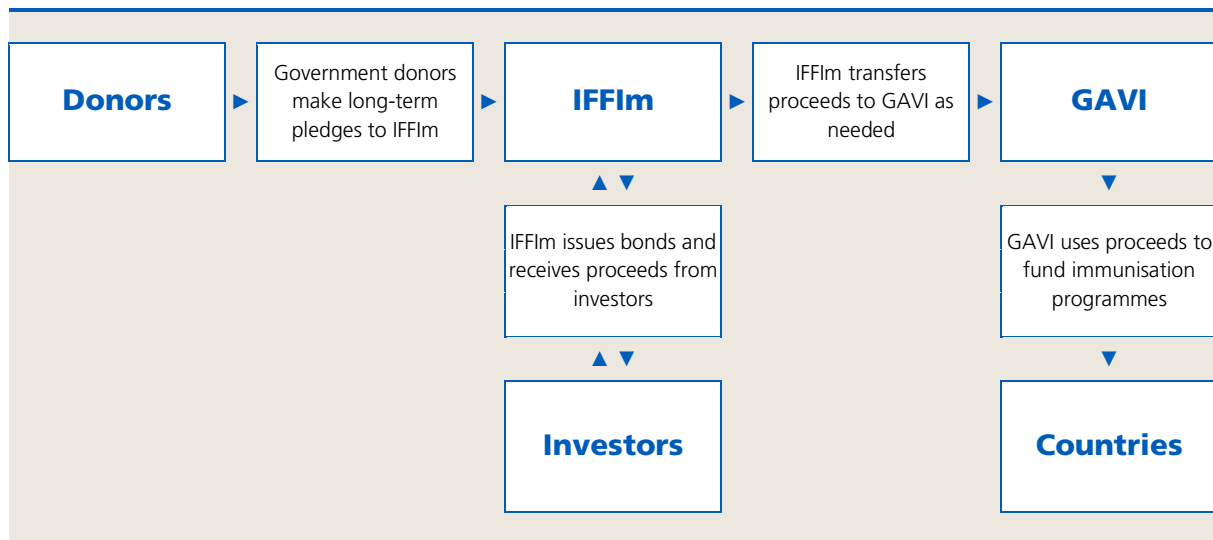 Donors
Government donors
make long-term
pledges to IFFIm
IFFIm
IFFIm transfers
proceeds to GAVI as
needed
GAVI
IFFIm issues bonds and
receives proceeds from
investors
GAVI uses proceeds to
fund immunisation
programmes
Investors
Countries